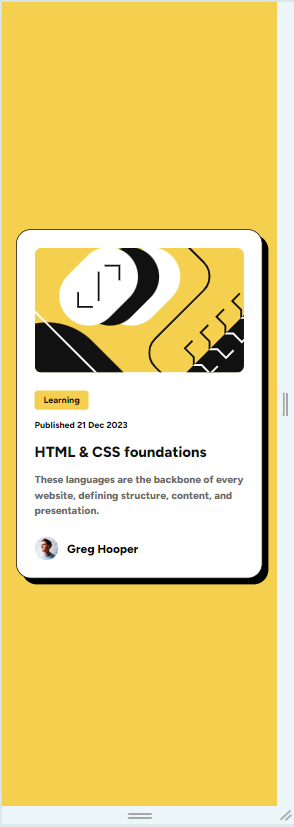 Learning
Published 21 Dec 2023
HTML & CSS foundations
These languages are the backbone of every
website, defining structure, content, and
presentation.
Greg Hooper